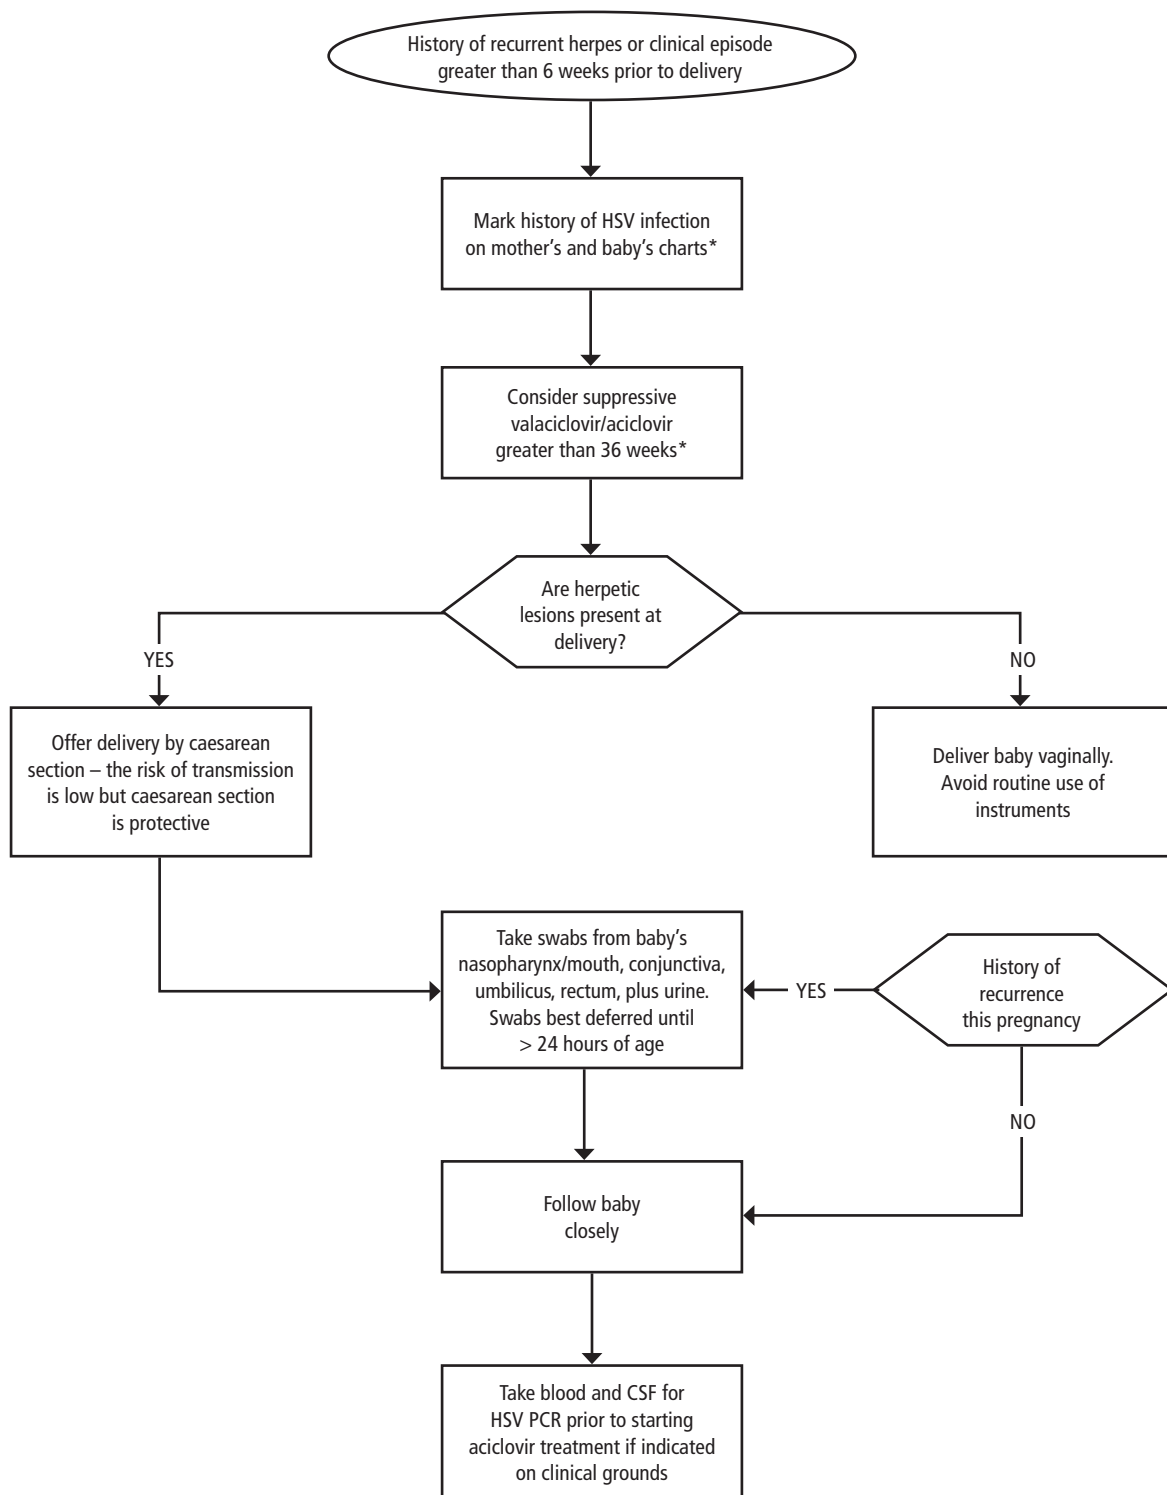 History of recurrent herpes or clinical episode
greater than 6 weeks prior to delivery
Mark history of HSV infection
on mother’s and baby’s charts*
Consider suppressive
valaciclovir/aciclovir
greater than 36 weeks*
Are herpetic
lesions present at
delivery?
YES
NO
Offer delivery by caesarean
section – the risk of transmission
is low but caesarean section
is protective
Deliver baby vaginally.
Avoid routine use of
instruments
Take swabs from baby’s
nasopharynx/mouth, conjunctiva,
umbilicus, rectum, plus urine.
Swabs best deferred until
> 24 hours of age
YES
History of
recurrence
this pregnancy
NO
Follow baby
closely
Take blood and CSF for
HSV PCR prior to starting
aciclovir treatment if indicated
on clinical grounds